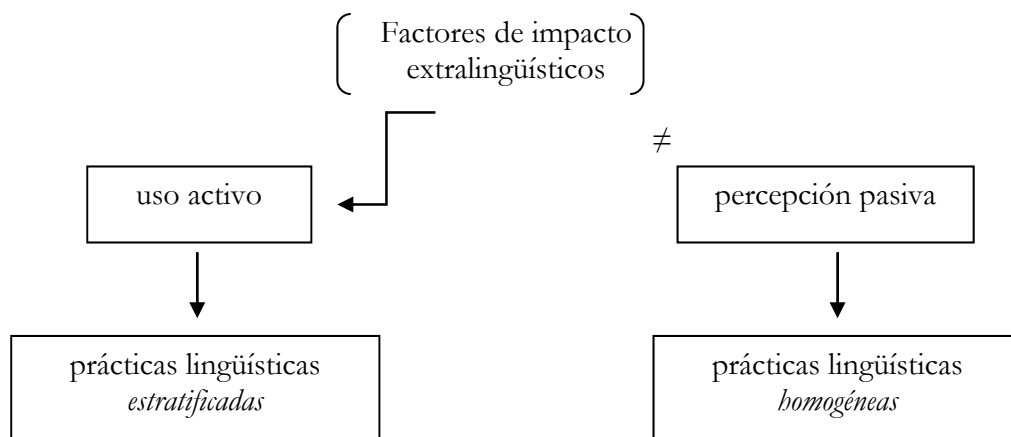 Factores de impacto
extralingüísticos
≠
uso activo
percepción pasiva
prácticas lingüísticas
estratificadas
prácticas lingüísticas
homogéneas